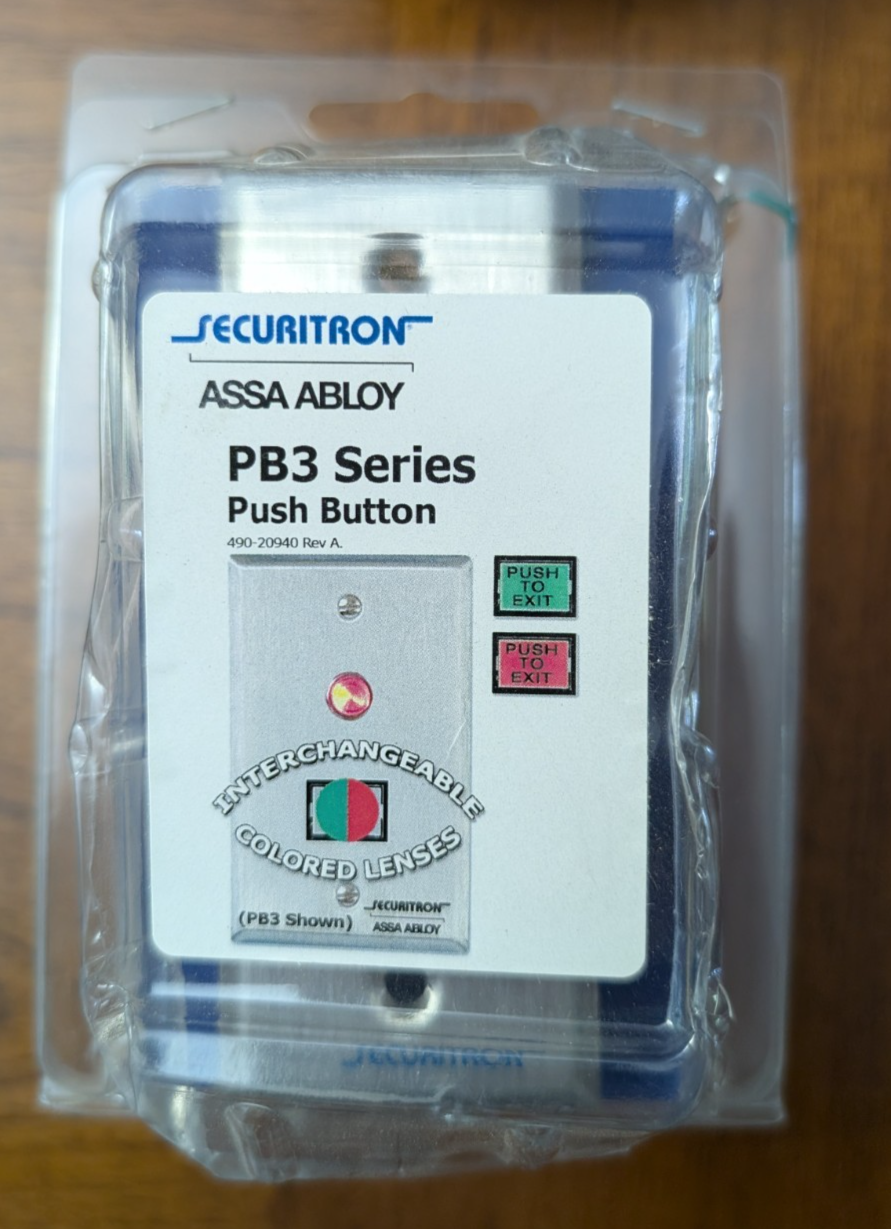 SECURITRON®
ASSA ABLOY
PB3 Series
Push Button
490-20940 Rev A.
PUSH
TO
EXIT
PUSH
TO
EXIT
INTERCHANGEABLE
COLORED LENSES
(PB3 Shown)
SECURITRON
ASSA ABLOY
SECURITRON